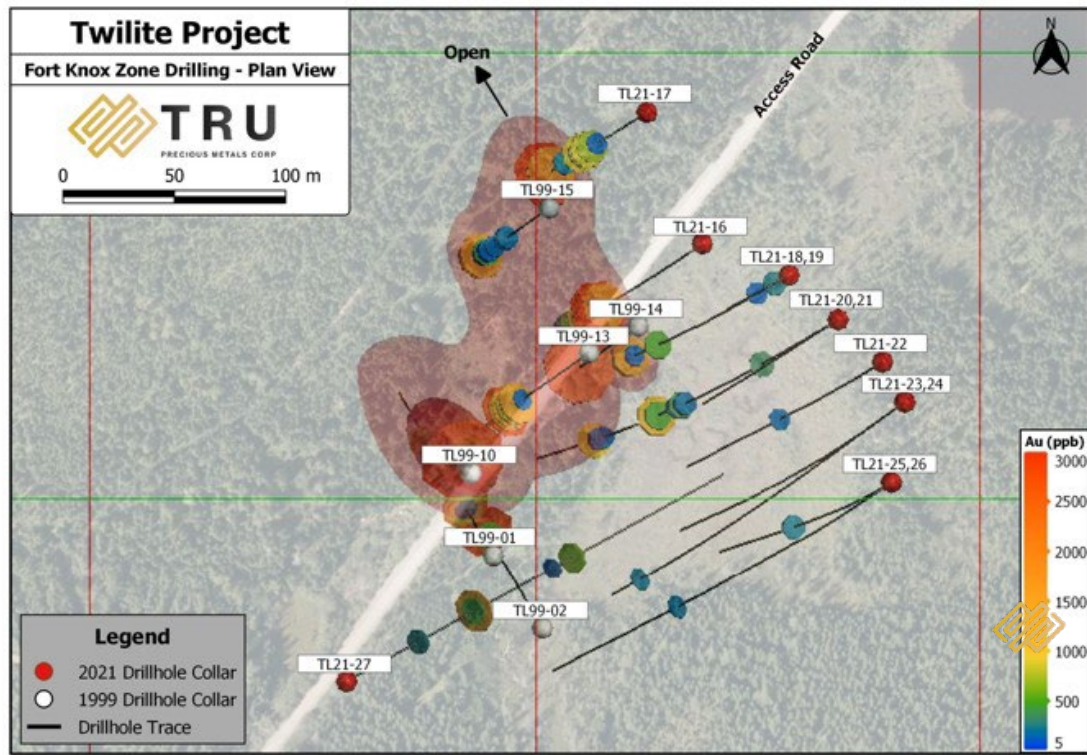 Twilite Project
Fort Knox Zone Drilling - Plan View
TRU
PRECIOUS METALS CORP
0 50 100 m
Open
Access Road
N
TL21-17
TL99-15
TL21-16
TL21-18,19
TL21-20,21
TL99-14
TL99-13
TL21-22
TL21-23,24
TL99-10
TL21-25,26
TL99-01
TL99-02
TL21-27
Au (ppb)
3000
2500
2000
1500
1000
500
5
Legend
2021 Drillhole Collar
1999 Drillhole Collar
Drillhole Trace